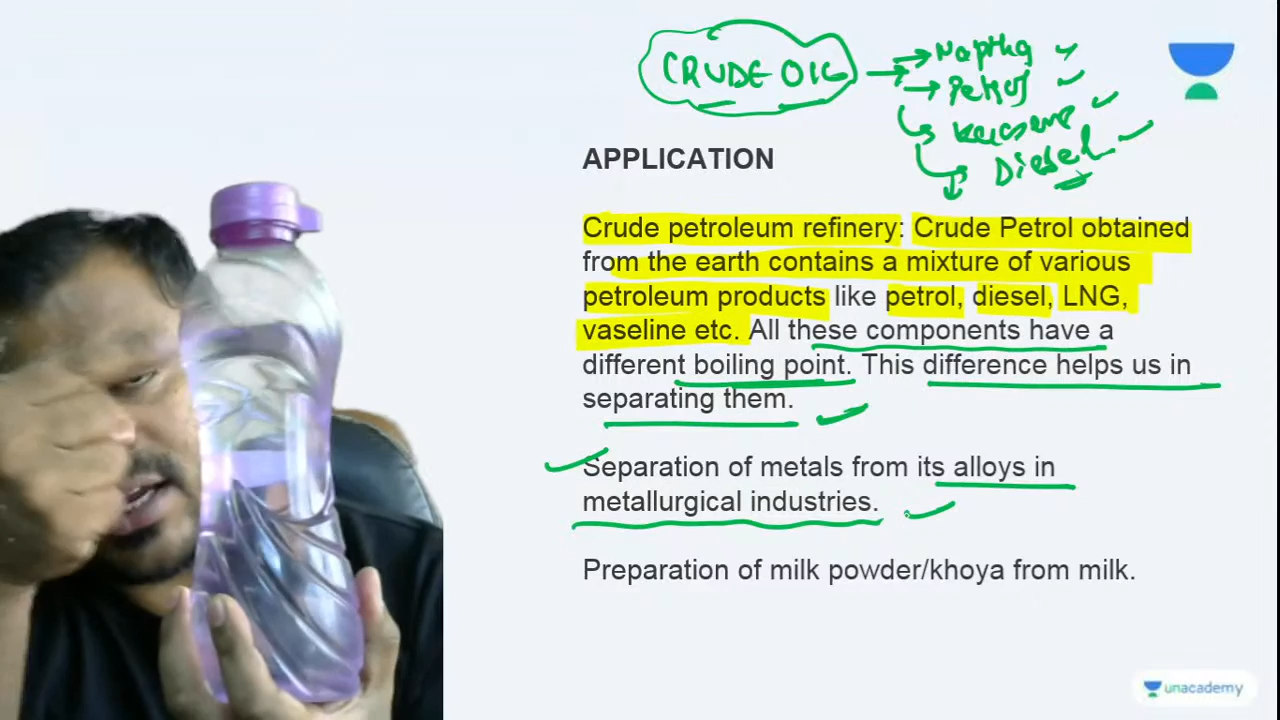 CRUDE OIL
Naptha
Petrol
Kerosene
Diesel
APPLICATION
Crude petroleum refinery: Crude Petrol obtained
from the earth contains a mixture of various
petroleum products like petrol, diesel, LNG,
vaseline etc. All these components have a
different boiling point. This difference helps us in
separating them.
Separation of metals from its alloys in
metallurgical industries.
Preparation of milk powder/khoya from milk.
unacademy